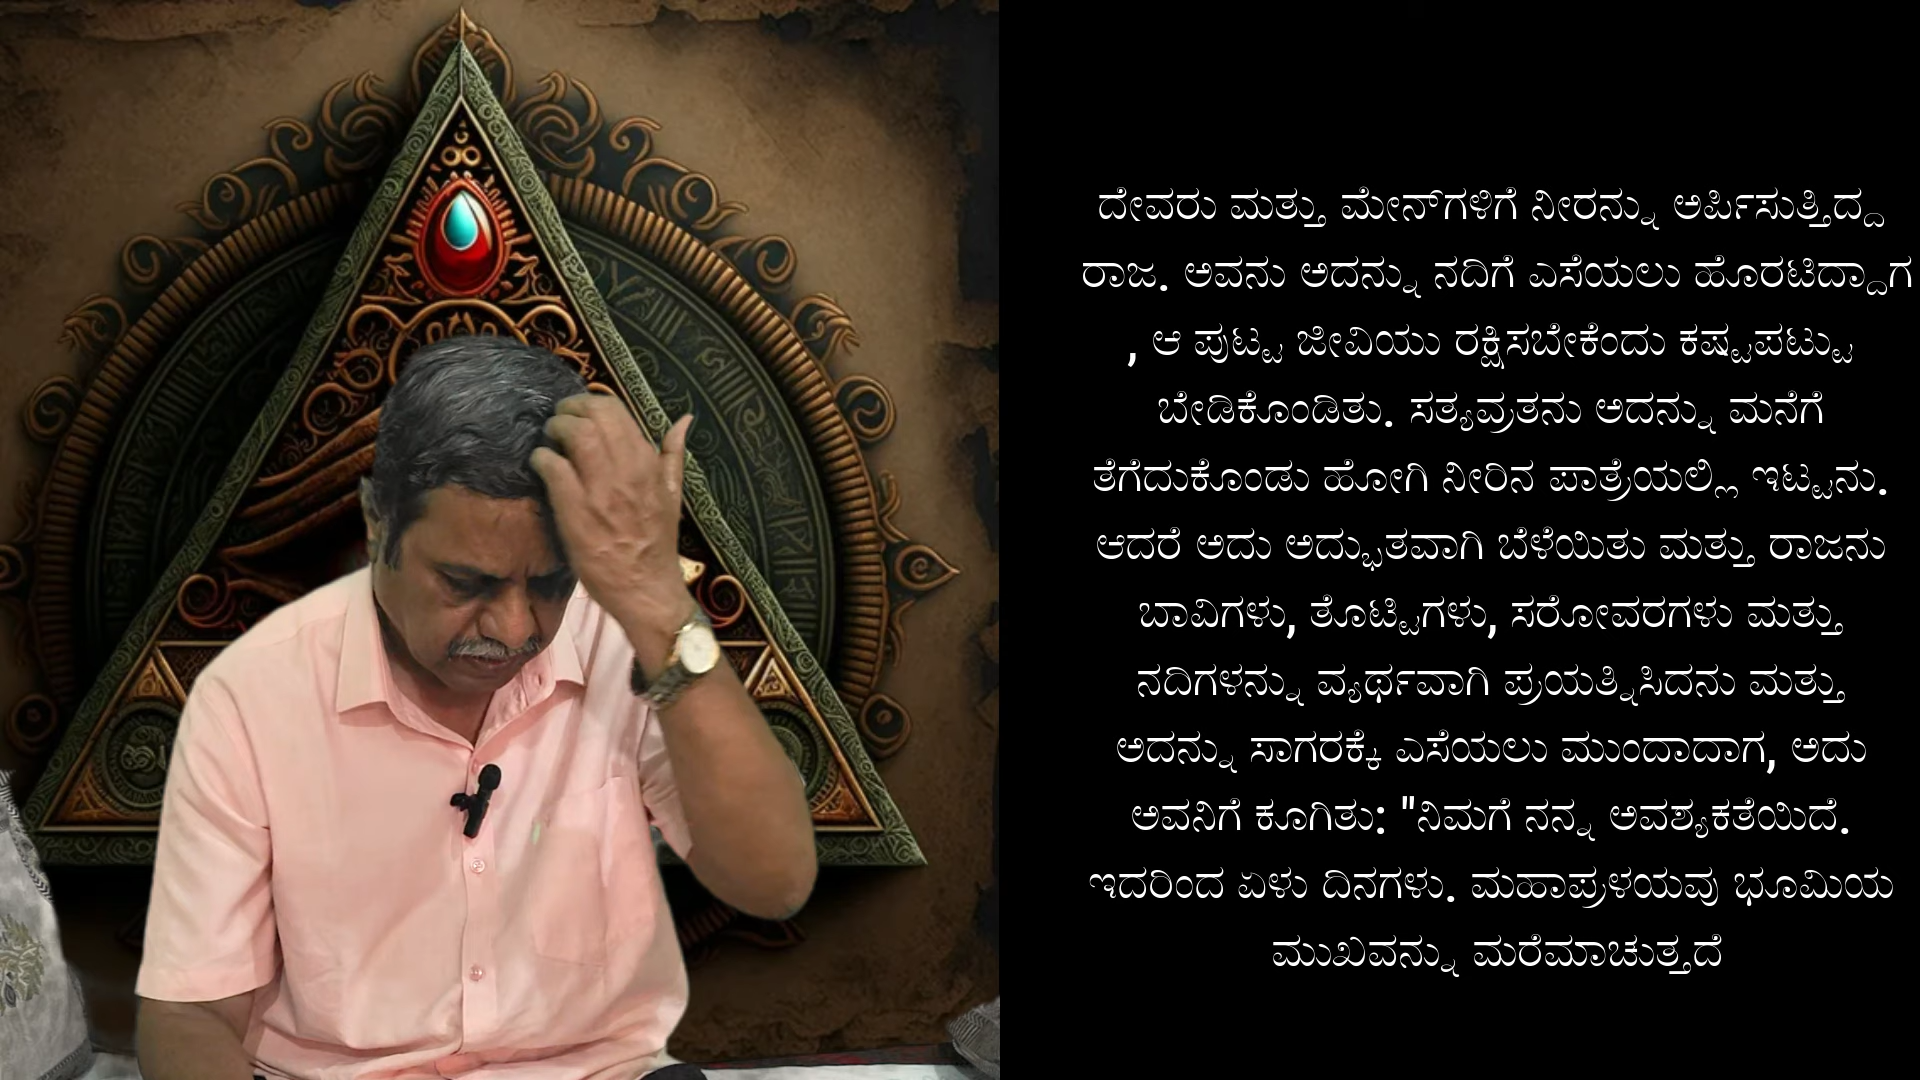 ದೇವರು ಮತ್ತು ಮೇನ್‌ಗಳಿಗೆ ನೀರನ್ನು ಅರ್ಪಿಸುತ್ತಿದ್ದ
ರಾಜ. ಅವನು ಅದನ್ನು ನದಿಗೆ ಎಸೆಯಲು ಹೊರಟಿದ್ದಾಗ
, ಆ ಪುಟ್ಟ ಜೀವಿಯು ರಕ್ಷಿಸಬೇಕೆಂದು ಕಷ್ಟಪಟ್ಟು
ಬೇಡಿಕೊಂಡಿತು. ಸತ್ಯವ್ರತನು ಅದನ್ನು ಮನೆಗೆ
ತೆಗೆದುಕೊಂಡು ಹೋಗಿ ನೀರಿನ ಪಾತ್ರೆಯಲ್ಲಿ ಇಟ್ಟನು.
ಆದರೆ ಅದು ಅದ್ಭುತವಾಗಿ ಬೆಳೆಯಿತು ಮತ್ತು ರಾಜನು
ಬಾವಿಗಳು, ತೊಟ್ಟಿಗಳು, ಸರೋವರಗಳು ಮತ್ತು
ನದಿಗಳನ್ನು ವ್ಯರ್ಥವಾಗಿ ಪ್ರಯತ್ನಿಸಿದನು ಮತ್ತು
ಅದನ್ನು ಸಾಗರಕ್ಕೆ ಎಸೆಯಲು ಮುಂದಾದಾಗ, ಅದು
ಅವನಿಗೆ ಕೂಗಿತು: "ನಿಮಗೆ ನನ್ನ ಅವಶ್ಯಕತೆಯಿದೆ.
ಇದರಿಂದ ಏಳು ದಿನಗಳು. ಮಹಾಪ್ರಳಯವು ಭೂಮಿಯ
ಮುಖವನ್ನು ಮರೆಮಾಚುತ್ತದೆ